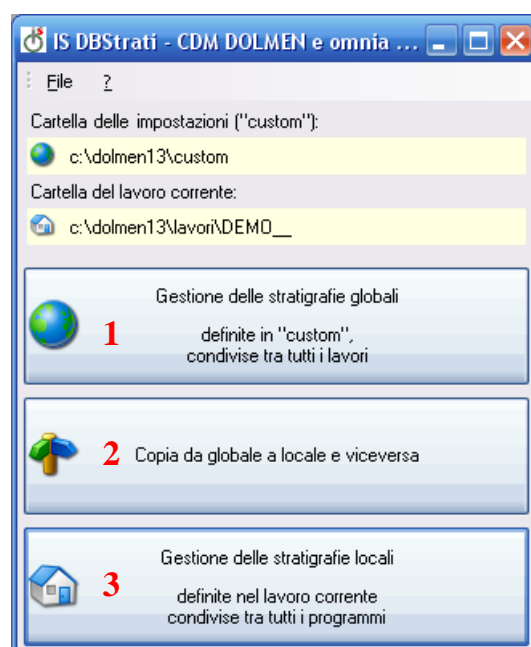 IS DBStrati - CDM DOLMEN e omnia ...
File ?
Cartella delle impostazioni ("custom"):
c:\dolmen13\custom
Cartella del lavoro corrente:
c:\dolmen13\lavori\DEMO__
Gestione delle stratigrafie globali
1
definite in "custom",
condivise tra tutti i lavori
2 Copia da globale a locale e viceversa
Gestione delle stratigrafie locali
3
definite nel lavoro corrente
condivise tra tutti i programmi